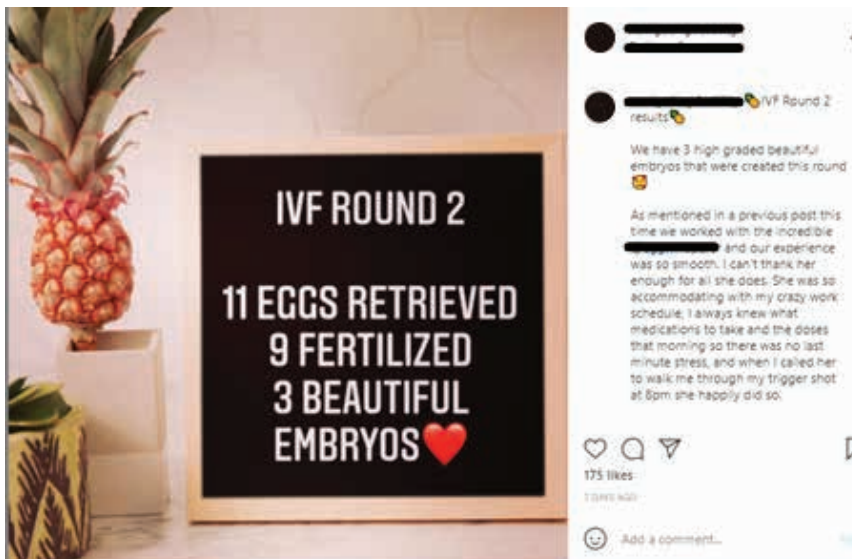 IVF ROUND 2
11 EGGS RETRIEVED
9 FERTILIZED
3 BEAUTIFUL
EMBRYOS❤️
🍍IVF Round 2
results🍍
We have 3 high graded beautiful
embryos that were created this round
As mentioned in a previous post this
time we worked with the incredible
and our experience
was so smooth. I can't thank her
enough for all she does. She was so
accommodating with my crazy work
schedule, I always knew what
medications to take and the doses
that morning so there was no last
minute stress, and when I called her
to walk me through my trigger shot
at 8pm she happily did so.
175 likes
DAYS AGO
Add a comment...